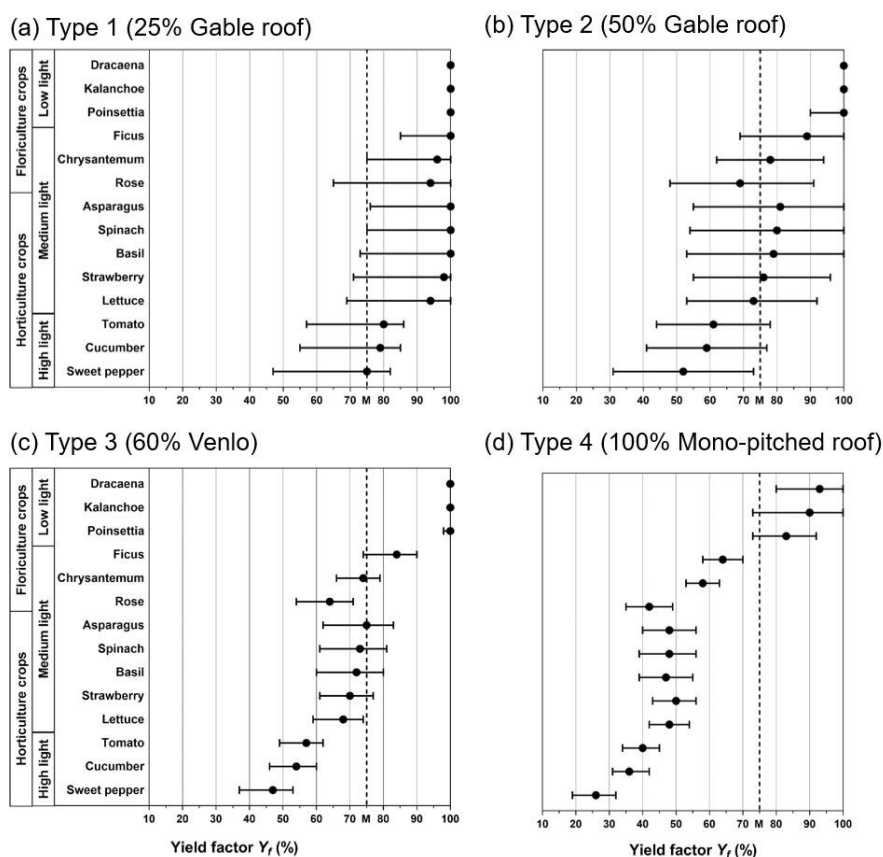 (a) Type 1 (25% Gable roof)
(b) Type 2 (50% Gable roof)
Floriculture crops
Horticulture crops
Low light
Medium light
High light
Dracaena
Kalanchoe
Poinsettia
Ficus
Chrysantemum
Rose
Asparagus
Spinach
Basil
Strawberry
Lettuce
Tomato
Cucumber
Sweet pepper
10 20 30 40 50 60 70 M 80 90 100
10 20 30 40 50 60 70 M 80 90 100
(c) Type 3 (60% Venlo)
(d) Type 4 (100% Mono-pitched roof)
Floriculture crops
Horticulture crops
Low light
Medium light
High light
Dracaena
Kalanchoe
Poinsettia
Ficus
Chrysantemum
Rose
Asparagus
Spinach
Basil
Strawberry
Lettuce
Tomato
Cucumber
Sweet pepper
10 20 30 40 50 60 70 M 80 90 100
10 20 30 40 50 60 70 M 80 90 100
Yield factor Yf (%)
Yield factor Yf (%)